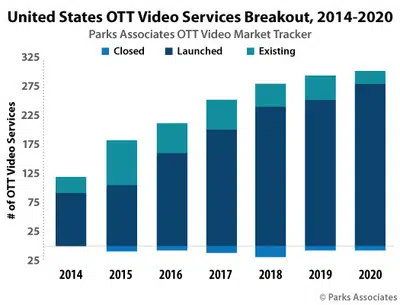 United States OTT Video Services Breakout, 2014-2020
Parks Associates OTT Video Market Tracker
Closed Launched Existing
# of OTT Video Services
325
275
225
175
125
75
25
25
2014 2015 2016 2017 2018 2019 2020
© Parks Associates